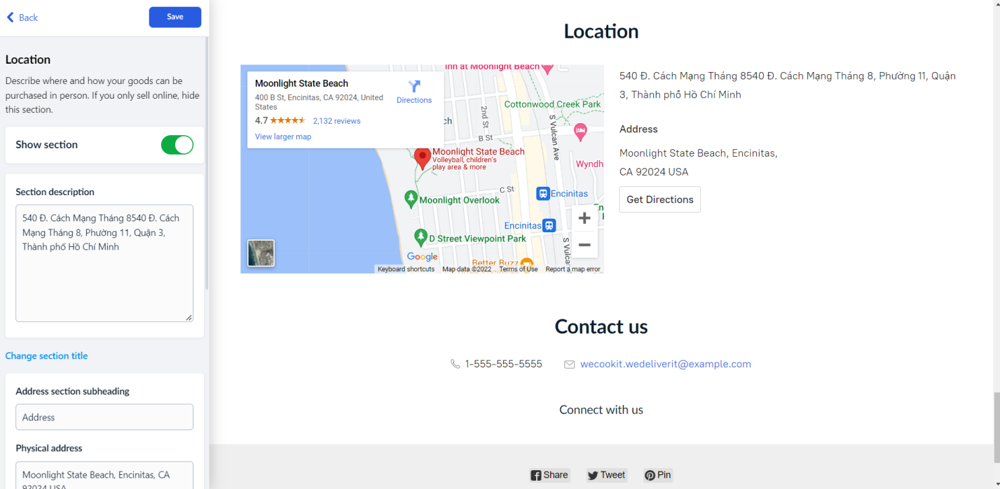 Back
Save
Location
Describe where and how your goods can be
purchased in person. If you only sell online, hide
this section.
Show section
Section description
540 Đ. Cách Mạng Tháng 8540 Đ. Cách
Mạng Tháng 8, Phường 11, Quận 3,
Thành phố Hồ Chí Minh
Change section title
Address section subheading
Address
Physical address
Moonlight State Beach, Encinitas, CA
92024 USA
Location
Moonlight State Beach
400 B St, Encinitas, CA 92024, United
States
Directions
4.7
2,132 reviews
View larger map
Inn at Moonlight Beach
Cottonwood Creek Park
2nd St
S Vulcan Ave
B St
Moonlight State Beach
Volleyball, children's
play area & more
Wyndh
C St
Encinitas
Moonlight Overlook
Encinitas
D Street Viewpoint Park
S Vulcan
Google
Better Buzz
Keyboard shortcuts
Map data ©2022
Terms of Use
Report a map error
540 Đ. Cách Mạng Tháng 8540 Đ. Cách Mạng Tháng 8, Phường 11, Quận
3, Thành phố Hồ Chí Minh
Address
Moonlight State Beach, Encinitas,
CA 92024 USA
Get Directions
Contact us
1-555-555-5555
wecookit.wedeliverit@example.com
Connect with us
Share
Tweet
Pin